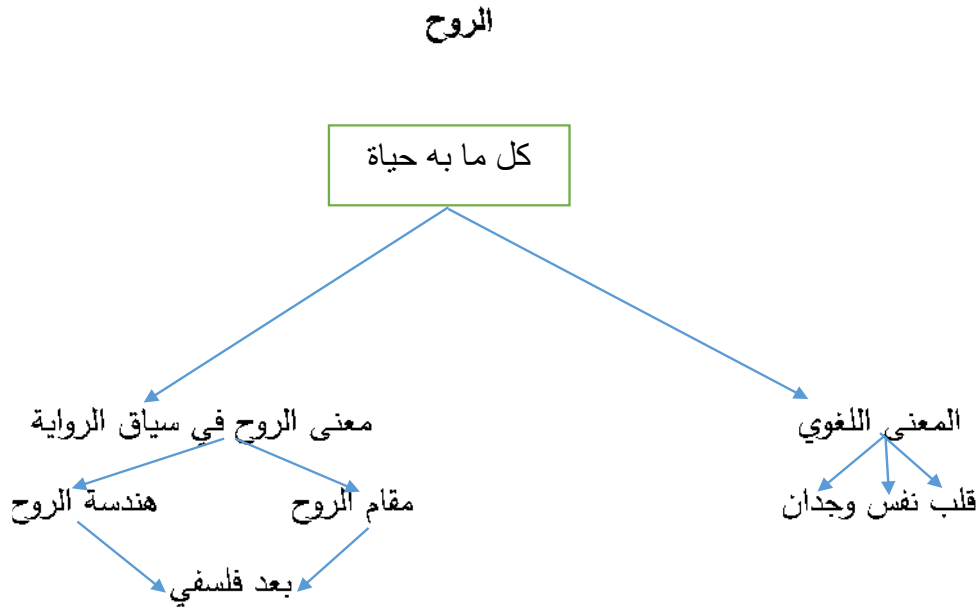 الروح
كل ما به حياة
المعنى اللغوي
معنى الروح في سياق الرواية
قلب نفس وجدان
مقام الروح
هندسة الروح
بعد فلسفي